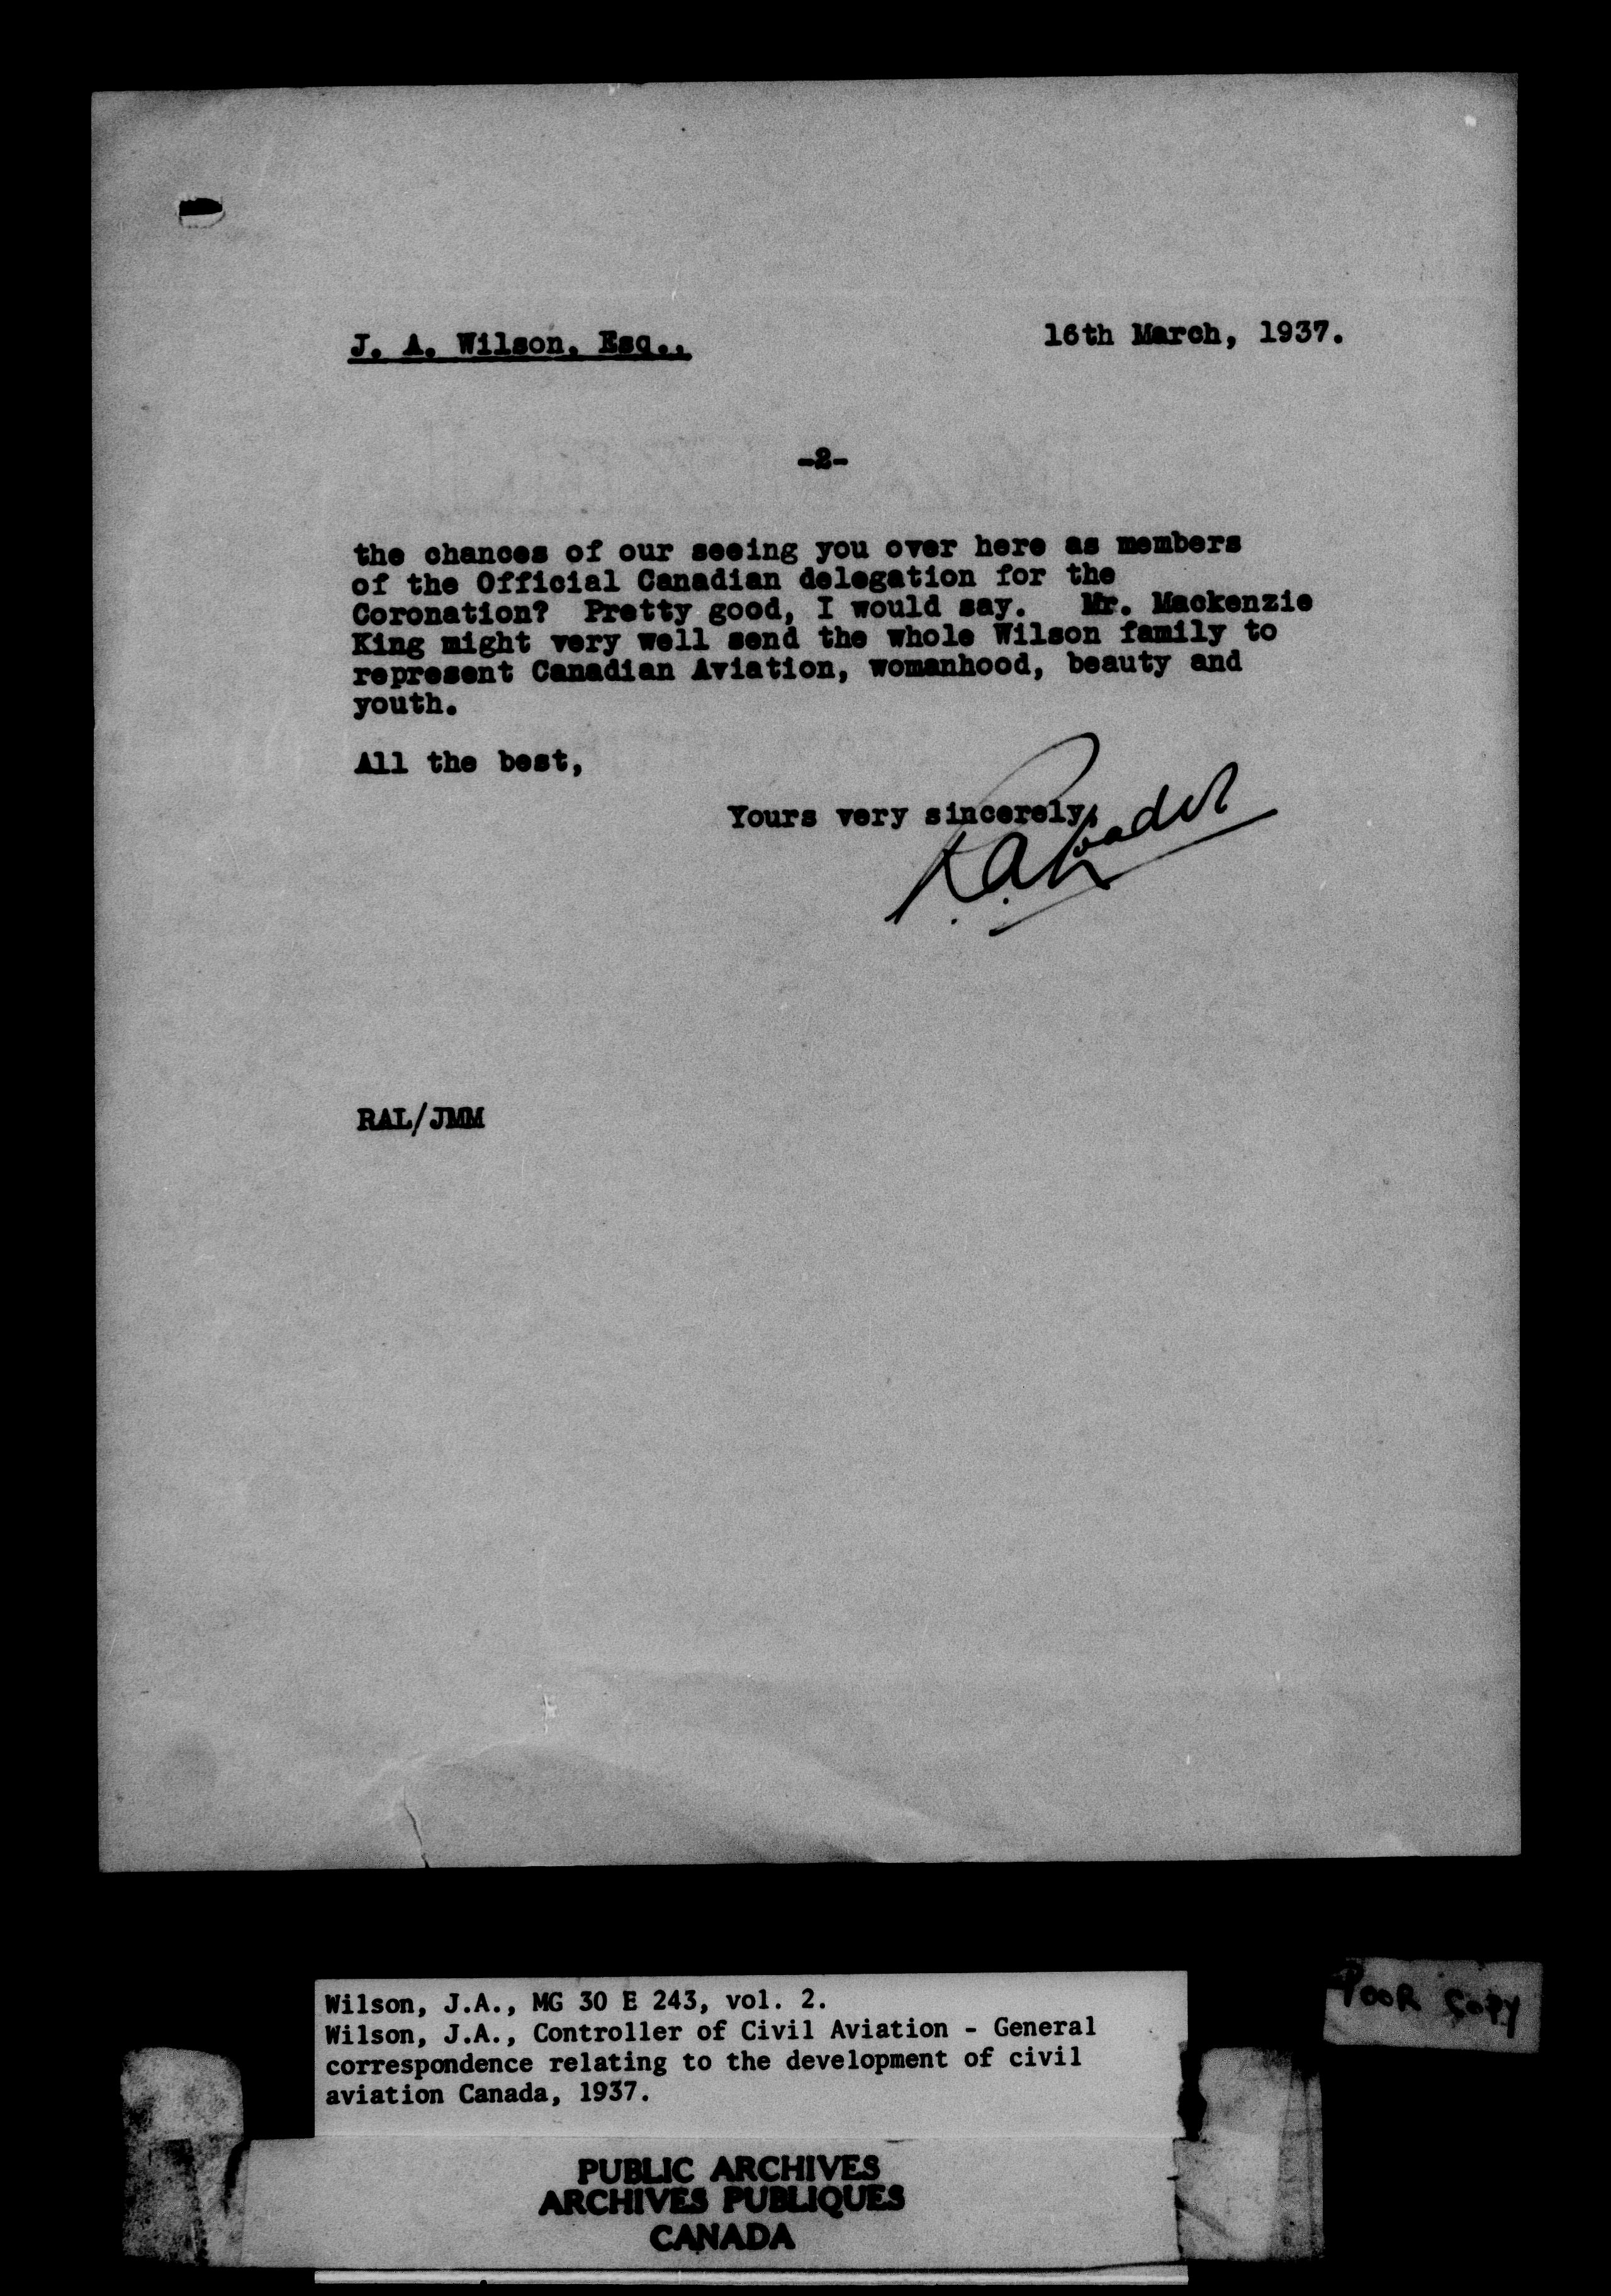 J. A. Wilson, Esq.,
16th March, 1937.
-2-
the chances of our seeing you over here as members
of the Official Canadian delegation for the
Coronation? Pretty good, I would say. Mr. Mackenzie
King might very well send the whole Wilson family to
represent Canadian Aviation, womanhood, beauty and
youth.
All the best,
Yours very sincerely,
R.A. Loader
RAL/JMM
Wilson, J.A., MG 30 E 243, vol. 2.
Wilson, J.A., Controller of Civil Aviation - General
correspondence relating to the development of civil
aviation Canada, 1937.
POOR COPY
PUBLIC ARCHIVES
ARCHIVES PUBLIQUES
CANADA